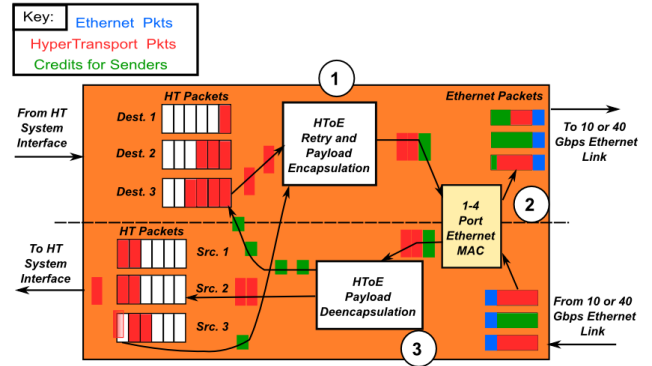 Key:
Ethernet Pkts
HyperTransport Pkts
Credits for Senders
1
HT Packets
Ethernet Packets
From HT
System
Interface
Dest. 1
Dest. 2
Dest. 3
HToE
Retry and
Payload
Encapsulation
To 10 or 40
Gbps Ethernet
Link
2
1-4
Port
Ethernet
MAC
HT Packets
To HT
System
Interface
Src. 1
Src. 2
Src. 3
HToE
Payload
Deencapsulation
From 10 or 40
Gbps Ethernet
Link
3